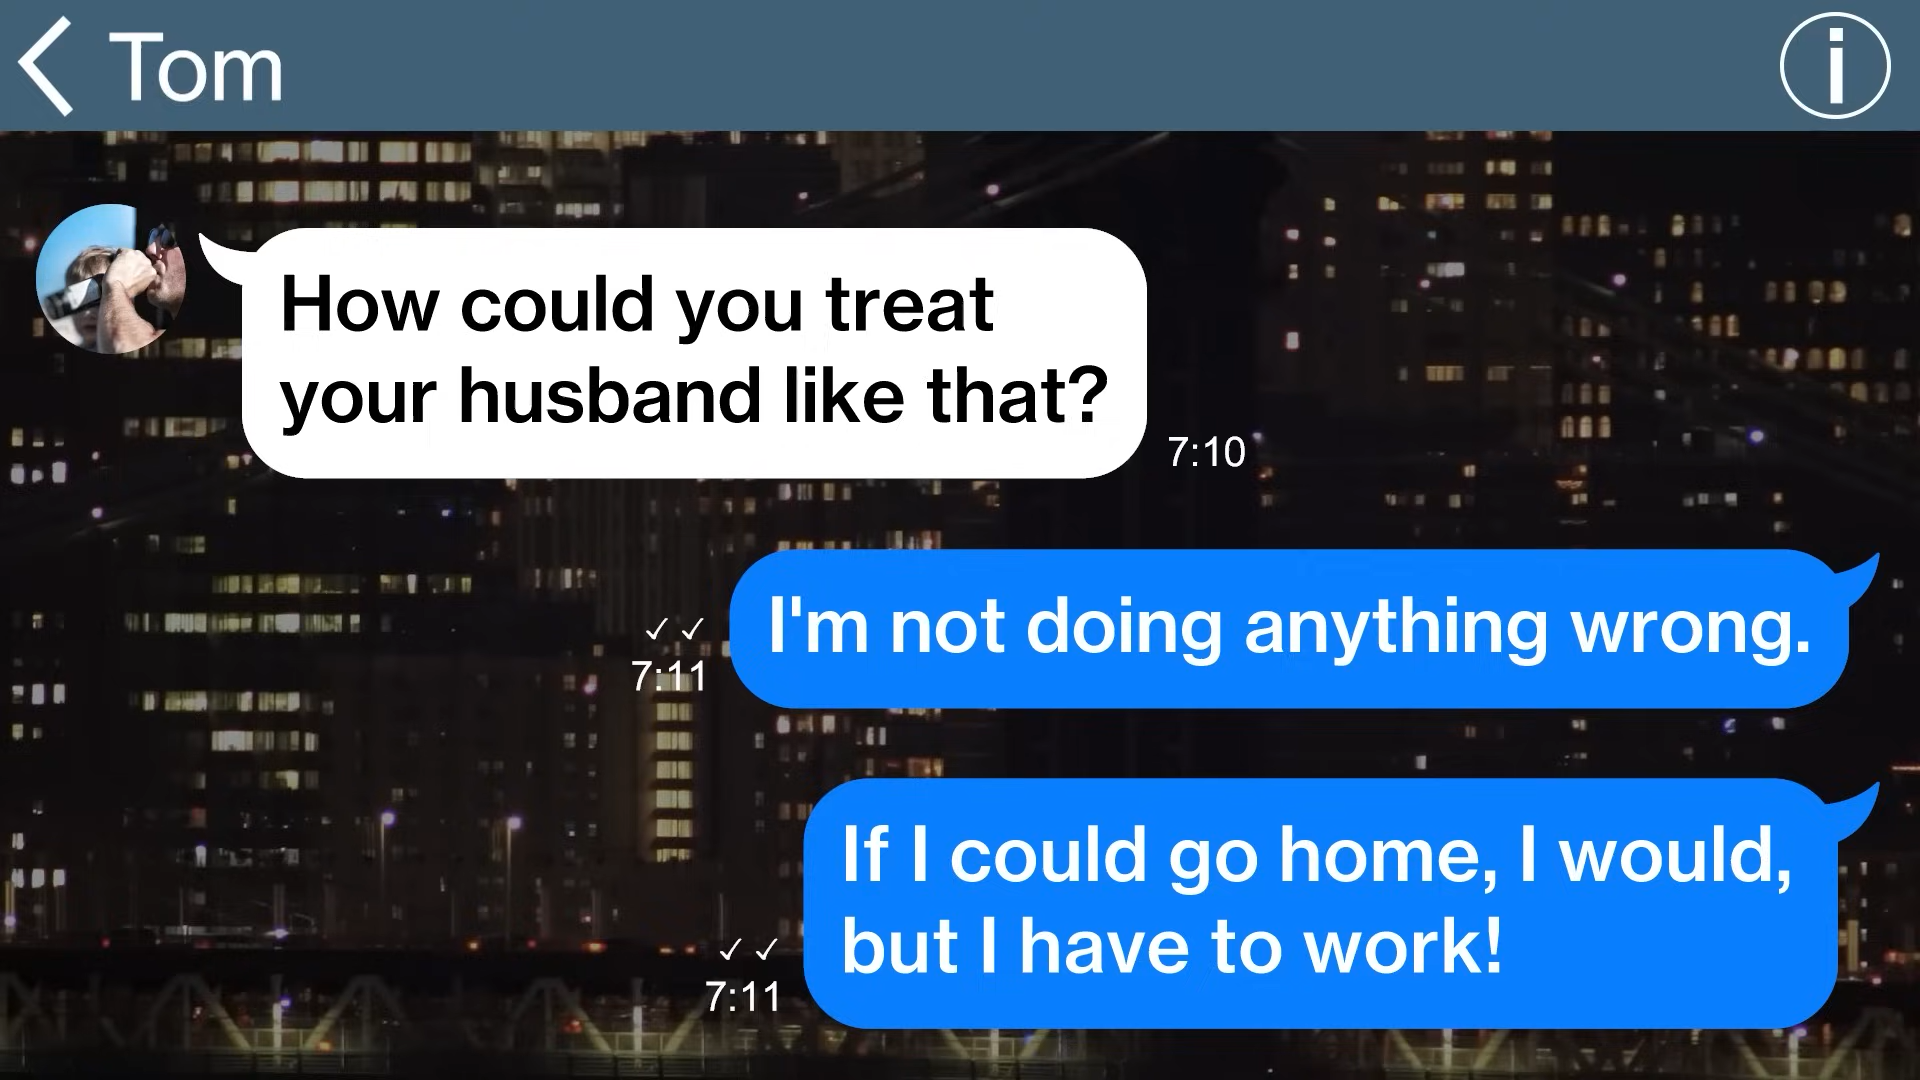 Tom
How could you treat
your husband like that?
7:10
I'm not doing anything wrong.
✓✓
7:11
If I could go home, I would,
but I have to work!
✓✓
7:11